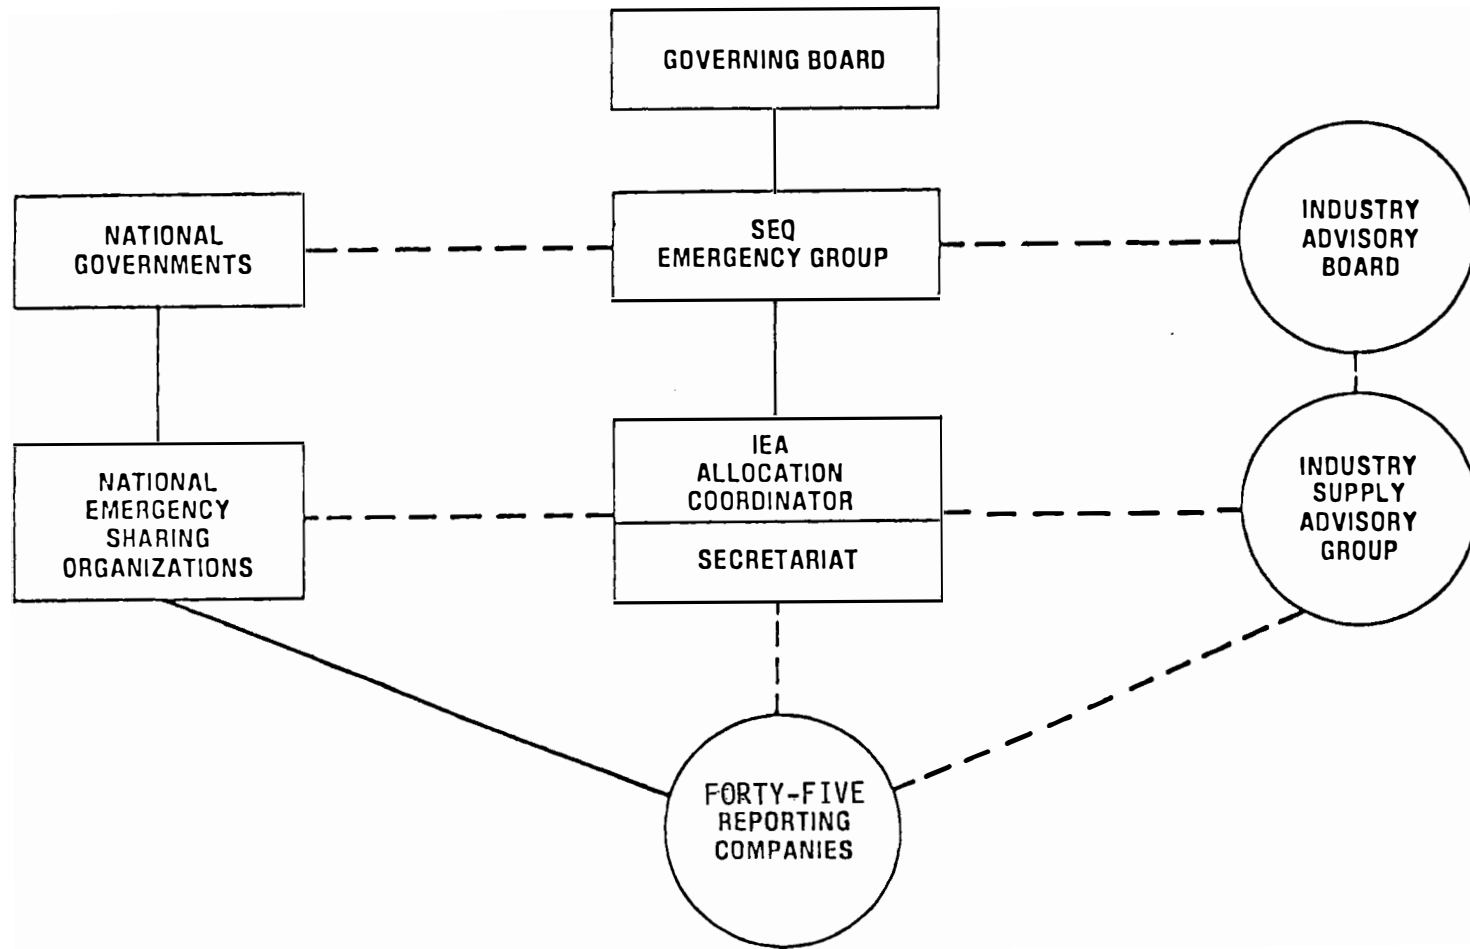 GOVERNING BOARD
NATIONAL
GOVERNMENTS
SEQ
EMERGENCY GROUP
INDUSTRY
ADVISORY
BOARD
NATIONAL
EMERGENCY
SHARING
ORGANIZATIONS
IEA
ALLOCATION
COORDINATOR
SECRETARIAT
INDUSTRY
SUPPLY
ADVISORY
GROUP
FORTY-FIVE
REPORTING
COMPANIES